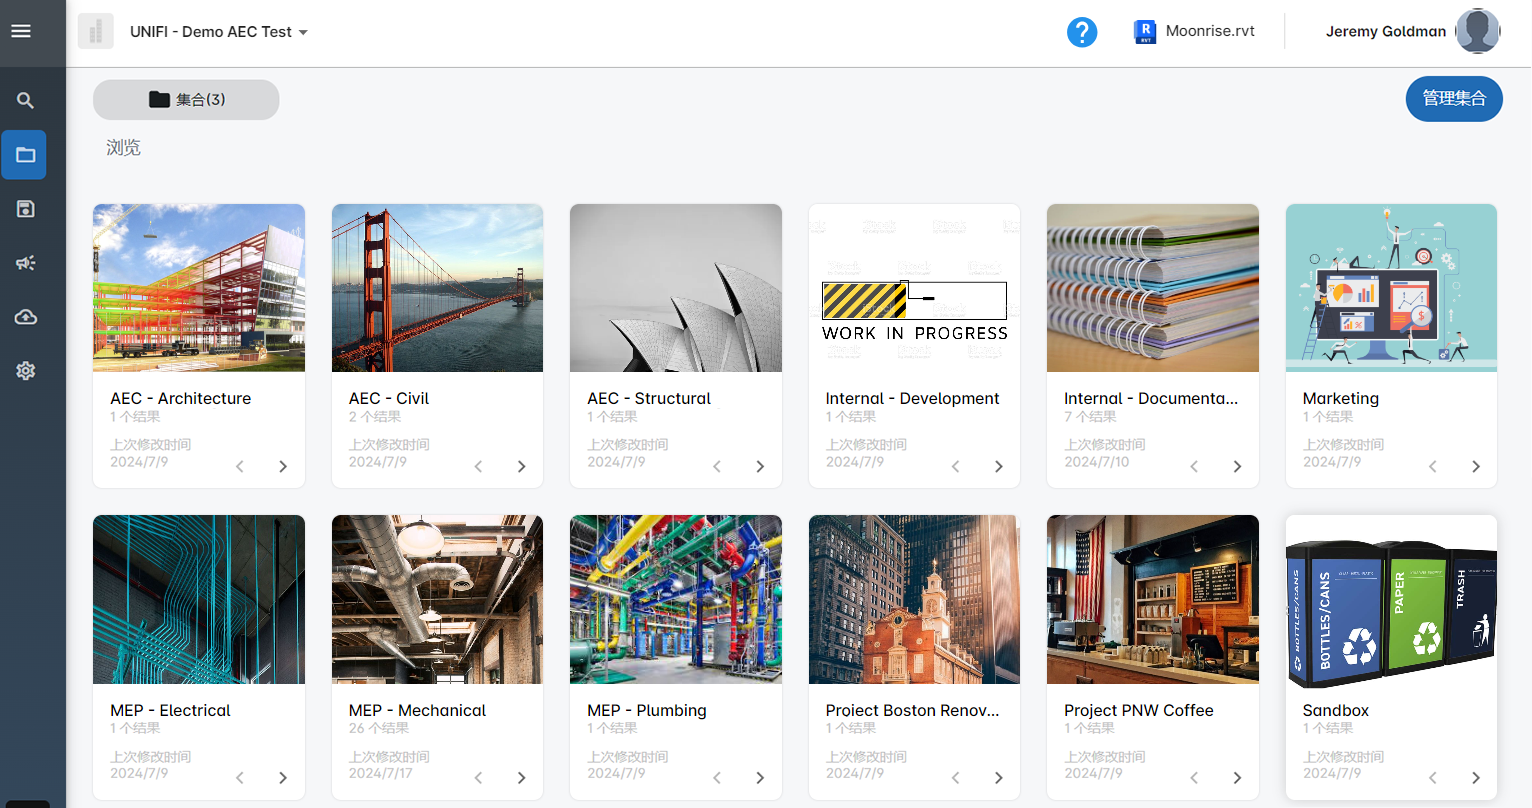 UNIFI - Demo AEC Test
?
R
RVT
Moonrise.rvt
Jeremy Goldman
集合(3)
管理集合
浏览
WORK IN PROGRESS
AEC - Architecture
1 个结果
上次修改时间
2024/7/9
AEC - Civil
2 个结果
上次修改时间
2024/7/9
AEC - Structural
1 个结果
上次修改时间
2024/7/9
Internal - Development
1 个结果
上次修改时间
2024/7/9
Internal - Documenta...
7 个结果
上次修改时间
2024/7/10
Marketing
1 个结果
上次修改时间
2024/7/9
BOTTLES/CANS
BOTTLES/CANS
PAPER
TRASH
MEP - Electrical
1 个结果
上次修改时间
2024/7/9
MEP - Mechanical
26 个结果
上次修改时间
2024/7/17
MEP - Plumbing
1 个结果
上次修改时间
2024/7/9
Project Boston Renov...
1 个结果
上次修改时间
2024/7/9
Project PNW Coffee
1 个结果
上次修改时间
2024/7/9
Sandbox
1 个结果
上次修改时间
2024/7/9